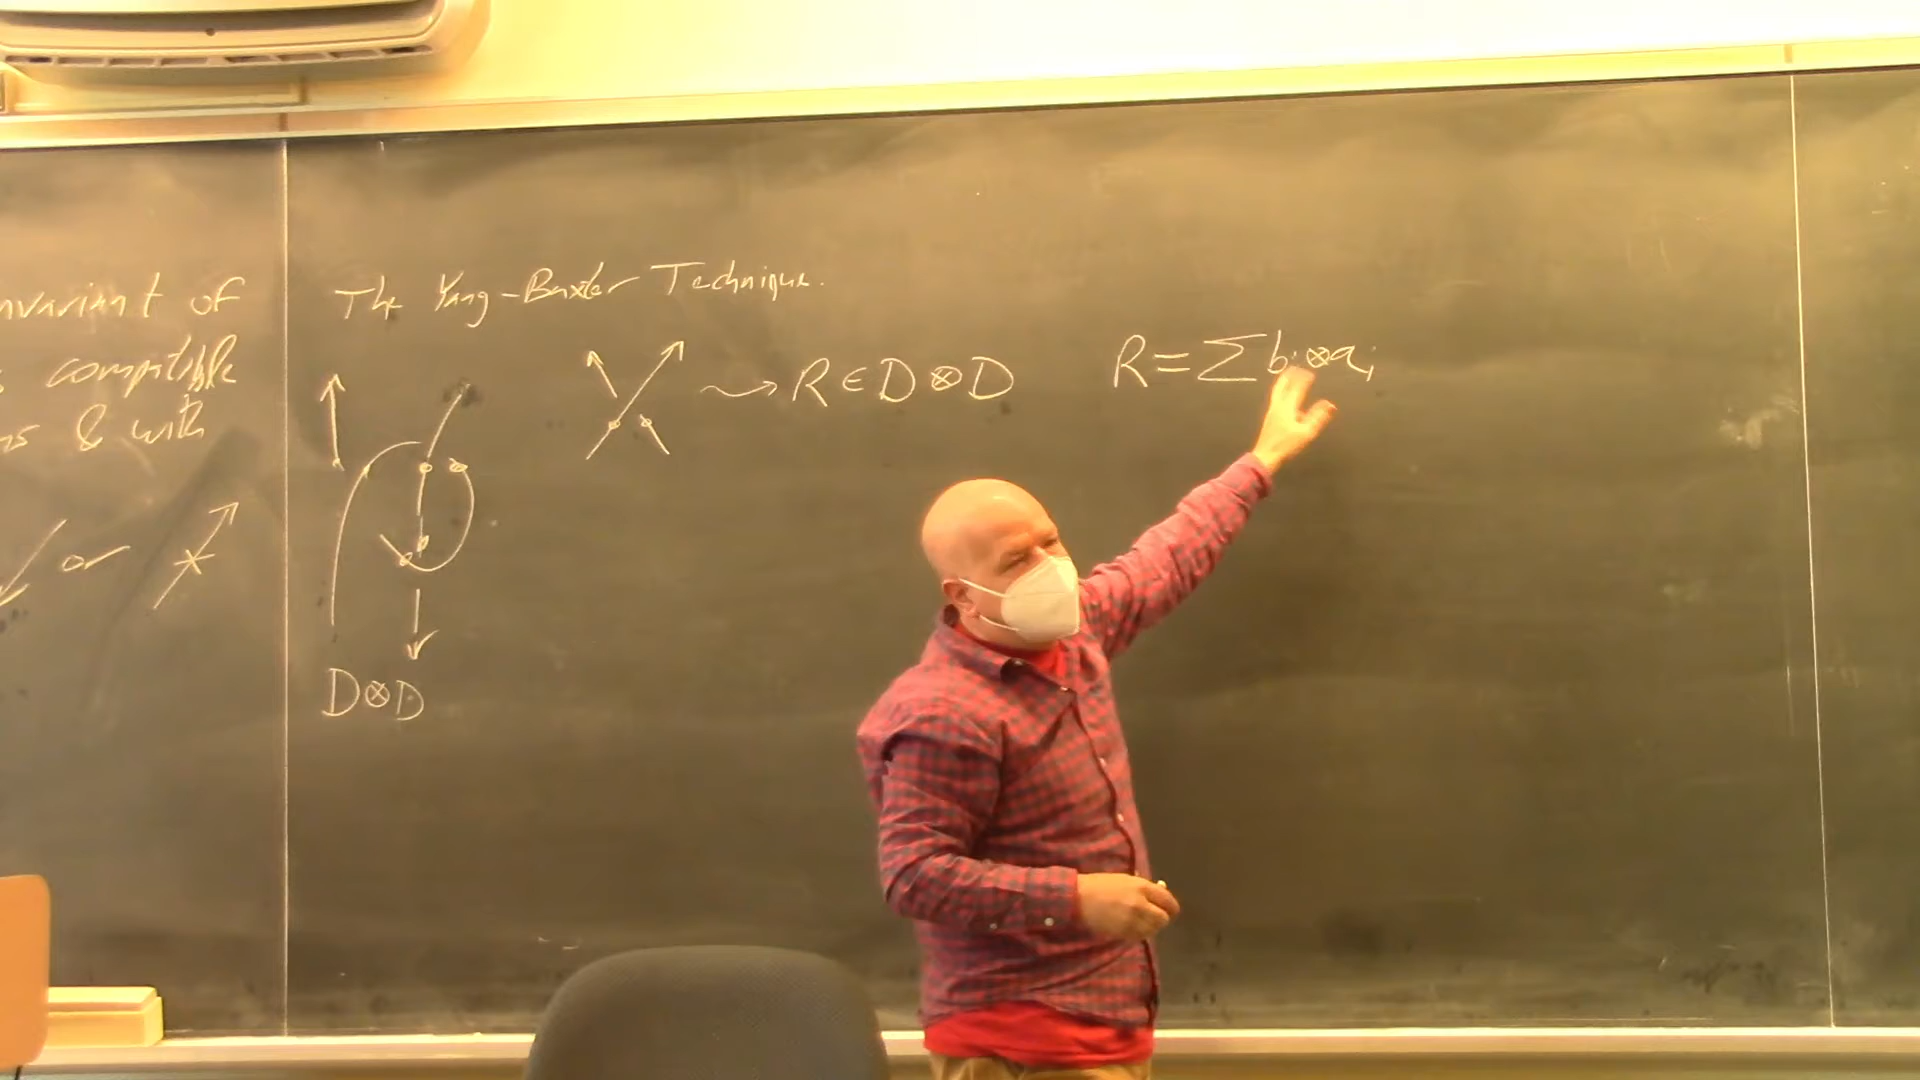 nvariant of
compatible
& with
or
The Yang-Baxter Technique.
R ∈ D ⊗ D
R = ∑ bᵢ ⊗ aᵢ
D ⊗ D